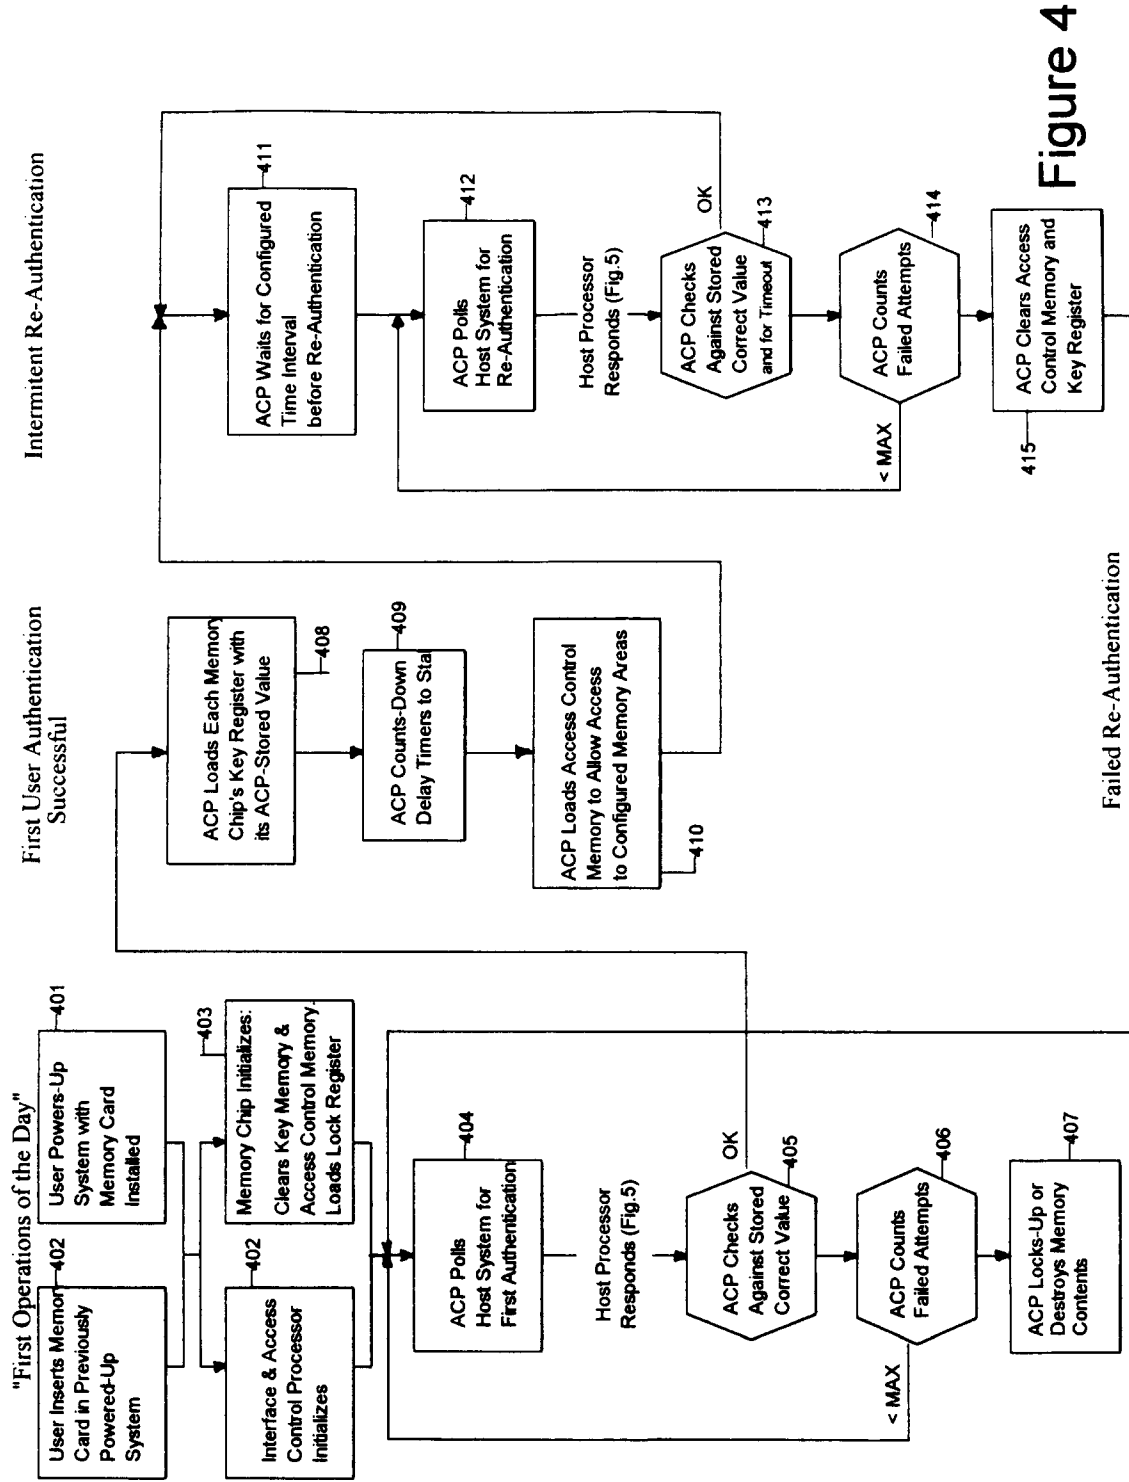 "First Operations of the Day"
User Inserts Memor
Card in Previously
Powered-Up
System
402
User Powers-Up
System with
Memory Card
Installed
401
Interface & Access
Control Processor
Initializes
402
Memory Chip Initializes:
Clears Key Memory &
Access Control Memory.
Loads Lock Register
403
ACP Polls
Host System for
First Authentication
404
Host Processor
Responds (Fig.5)
ACP Checks
Against Stored
Correct Value
405
OK
ACP Counts
Failed Attempts
406
< MAX
ACP Locks-Up or
Destroys Memory
Contents
407
First User Authentication
Successful
ACP Loads Each Memory
Chip's Key Register with
its ACP-Stored Value
408
ACP Counts-Down
Delay Timers to Stal
409
ACP Loads Access Control
Memory to Allow Access
to Configured Memory Areas
410
Intermitent Re-Authentication
ACP Waits for Configured
Time Interval
before Re-Authentication
411
ACP Polls
Host System for
Re-Authentication
412
Host Processor
Responds (Fig.5)
ACP Checks
Against Stored
Correct Value
and for Timeout
413
OK
ACP Counts
Failed Attempts
414
< MAX
ACP Clears Access
Control Memory and
Key Register
415
Failed Re-Authentication
Figure 4